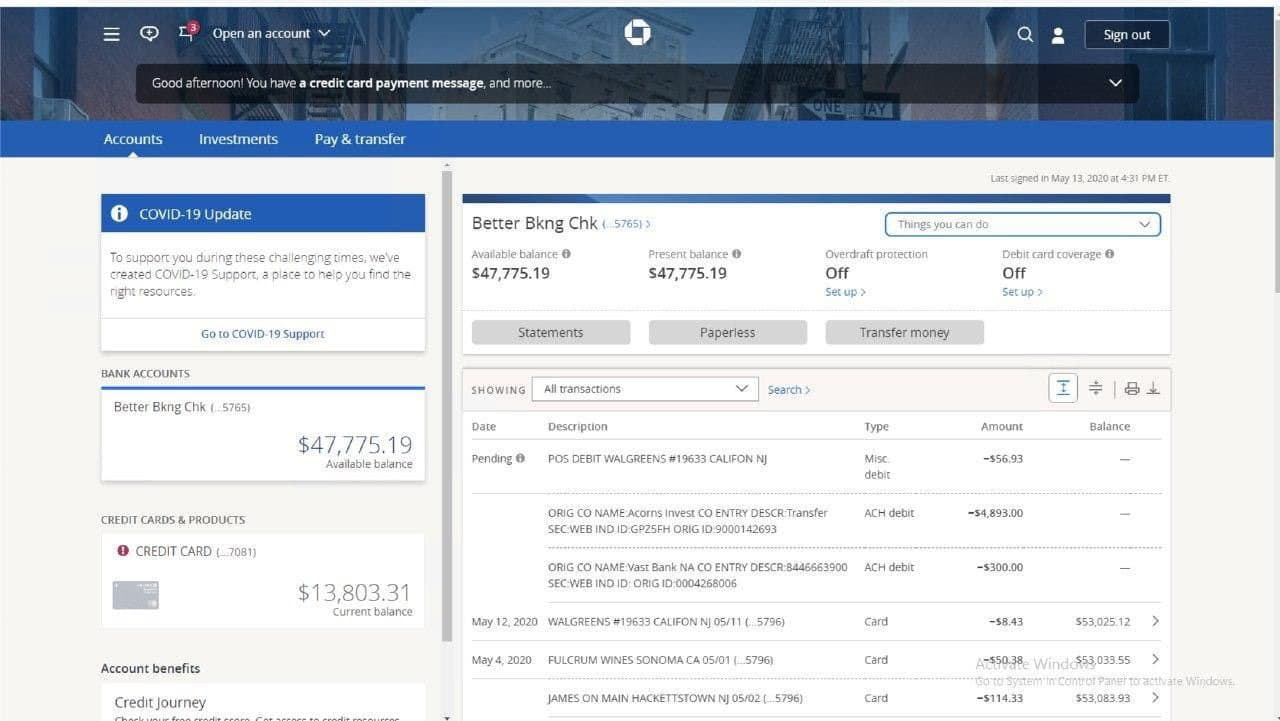 3
Open an account
Sign out
Good afternoon! You have a credit card payment message, and more...
ONE WAY
Accounts
Investments
Pay & transfer
Last signed in May 13, 2020 at 4:31 PM ET.
COVID-19 Update
To support you during these challenging times, we've
created COVID-19 Support, a place to help you find the
right resources.
Go to COVID-19 Support
BANK ACCOUNTS
Better Bkng Chk (...5765)
$47,775.19
Available balance
CREDIT CARDS & PRODUCTS
CREDIT CARD (...7081)
$13,803.31
Current balance
Account benefits
Credit Journey
Check your free credit score. Get access to credit resources
Better Bkng Chk (...5765)
Things you can do
Available balance
$47,775.19
Present balance
$47,775.19
Overdraft protection
Off
Set up
Debit card coverage
Off
Set up
Statements
Paperless
Transfer money
SHOWING
All transactions
Search
Date Description Type Amount Balance
Pending POS DEBIT WALGREENS #19633 CALIFON NJ Misc. −$56.93 —
debit
ORIG CO NAME:Acorns Invest CO ENTRY DESCR:Transfer ACH debit −$4,893.00 —
SEC:WEB IND ID:GPZ5FH ORIG ID:9000142693
ORIG CO NAME:Vast Bank NA CO ENTRY DESCR:8446663900 ACH debit −$300.00 —
SEC:WEB IND ID: ORIG ID:0004268006
May 12, 2020 WALGREENS #19633 CALIFON NJ 05/11 (...5796) Card −$8.43 $53,025.12
May 4, 2020 FULCRUM WINES SONOMA CA 05/01 (...5796) Card −$50.38 $53,033.55
JAMES ON MAIN HACKETTSTOWN NJ 05/02 (...5796) Card −$114.33 $53,083.93
Activate Windows
Go to System in Control Panel to activate Windows.